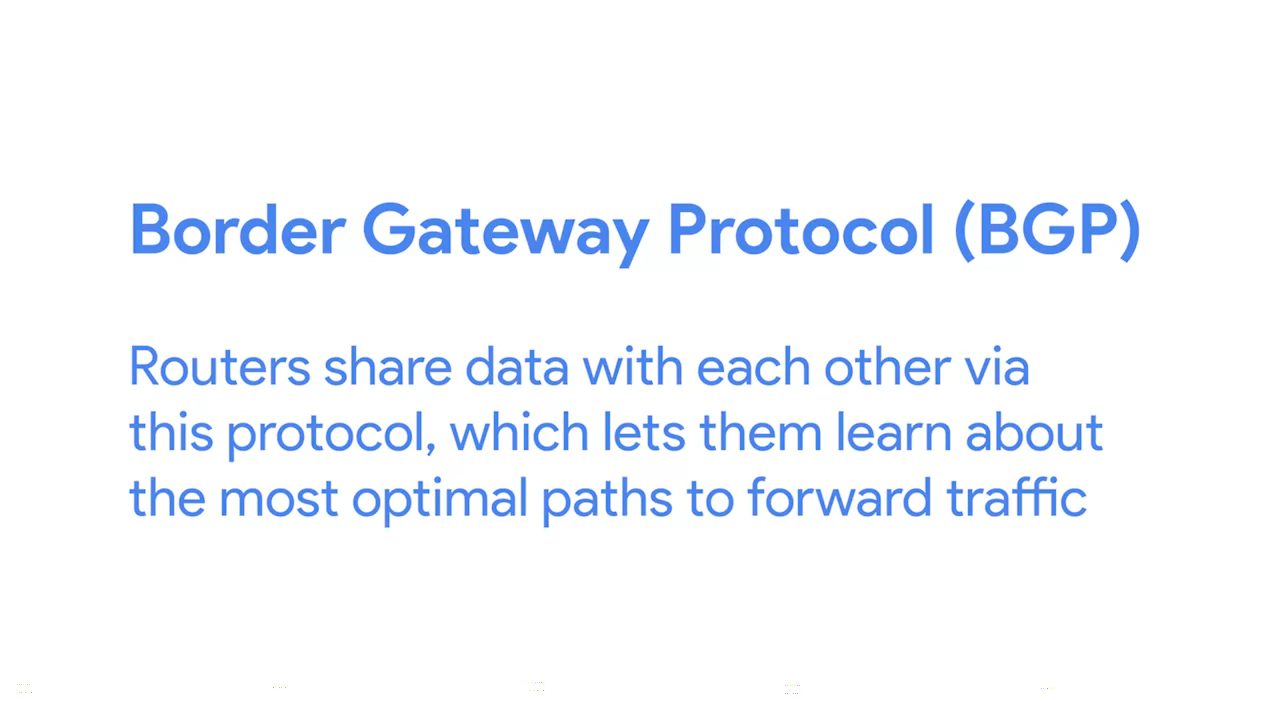 Border Gateway Protocol (BGP)
Routers share data with each other via
this protocol, which lets them learn about
the most optimal paths to forward traffic